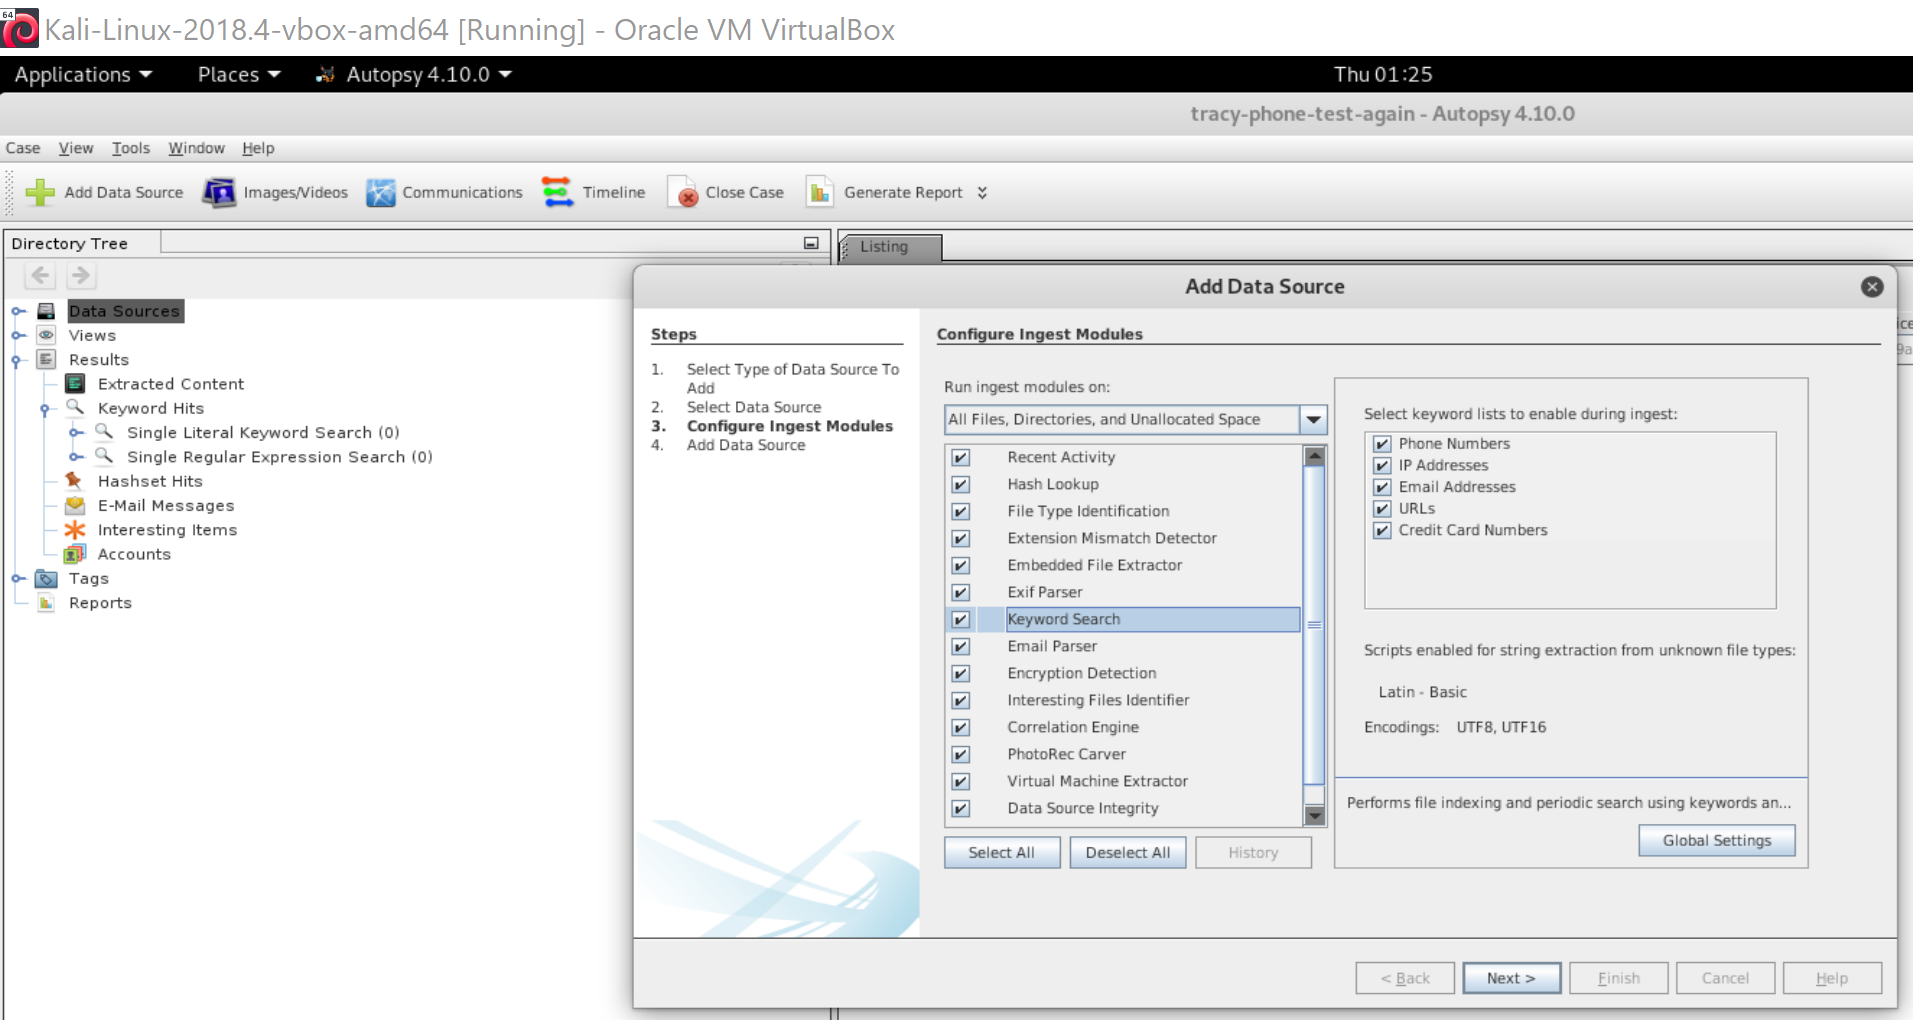 64
Kali-Linux-2018.4-vbox-amd64 [Running] - Oracle VM VirtualBox
Applications Places Autopsy 4.10.0 Thu 01:25
tracy-phone-test-again - Autopsy 4.10.0
Case View Tools Window Help
Add Data Source Images/Videos Communications Timeline Close Case Generate Report
Directory Tree
Data Sources
Views
Results
Extracted Content
Keyword Hits
Single Literal Keyword Search (0)
Single Regular Expression Search (0)
Hashset Hits
E-Mail Messages
Interesting Items
Accounts
Tags
Reports
Listing
Add Data Source
Steps
1. Select Type of Data Source To
Add
2. Select Data Source
3. Configure Ingest Modules
4. Add Data Source
Configure Ingest Modules
Run ingest modules on:
All Files, Directories, and Unallocated Space
Recent Activity
Hash Lookup
File Type Identification
Extension Mismatch Detector
Embedded File Extractor
Exif Parser
Keyword Search
Email Parser
Encryption Detection
Interesting Files Identifier
Correlation Engine
PhotoRec Carver
Virtual Machine Extractor
Data Source Integrity
Select All Deselect All History
Select keyword lists to enable during ingest:
Phone Numbers
IP Addresses
Email Addresses
URLs
Credit Card Numbers
Scripts enabled for string extraction from unknown file types:
Latin - Basic
Encodings: UTF8, UTF16
Performs file indexing and periodic search using keywords an...
Global Settings
< Back Next > Finish Cancel Help